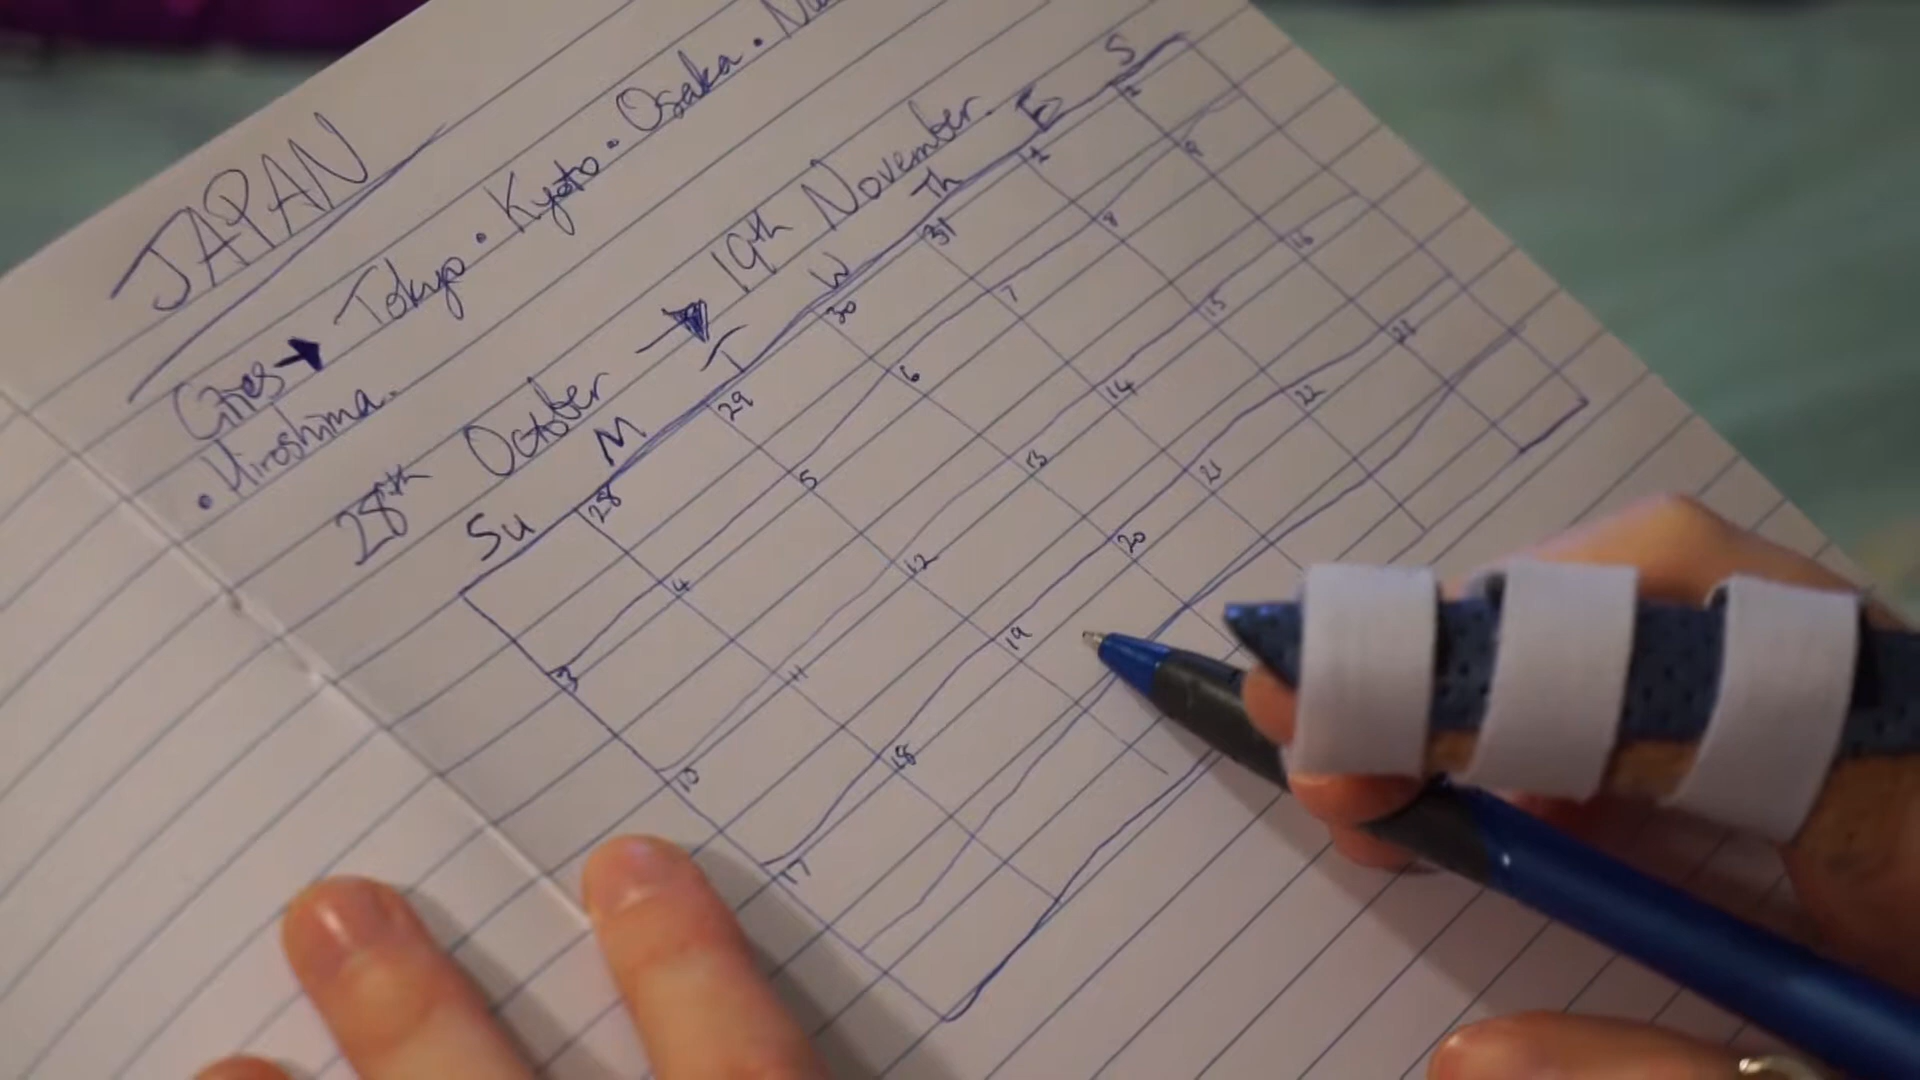 JAPAN
Cities → Tokyo • Kyoto • Osaka •
• Hiroshima.
28th October → 19th November.
Su M T W Th F S
28 29 30 31 1 2
3 4 5 6 7 8 9
10 11 12 13 14 15 16
17 18 19 20 21 22 23